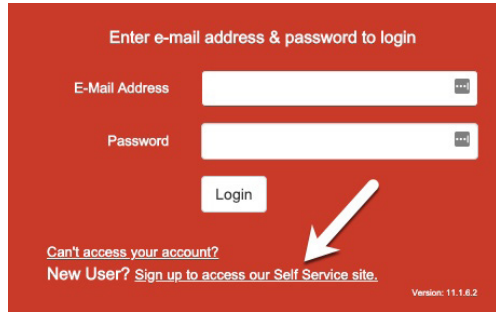 Enter e-mail address & password to login
E-Mail Address
Password
Login
Can't access your account?
New User? Sign up to access our Self Service site.
Version: 11.1.6.2